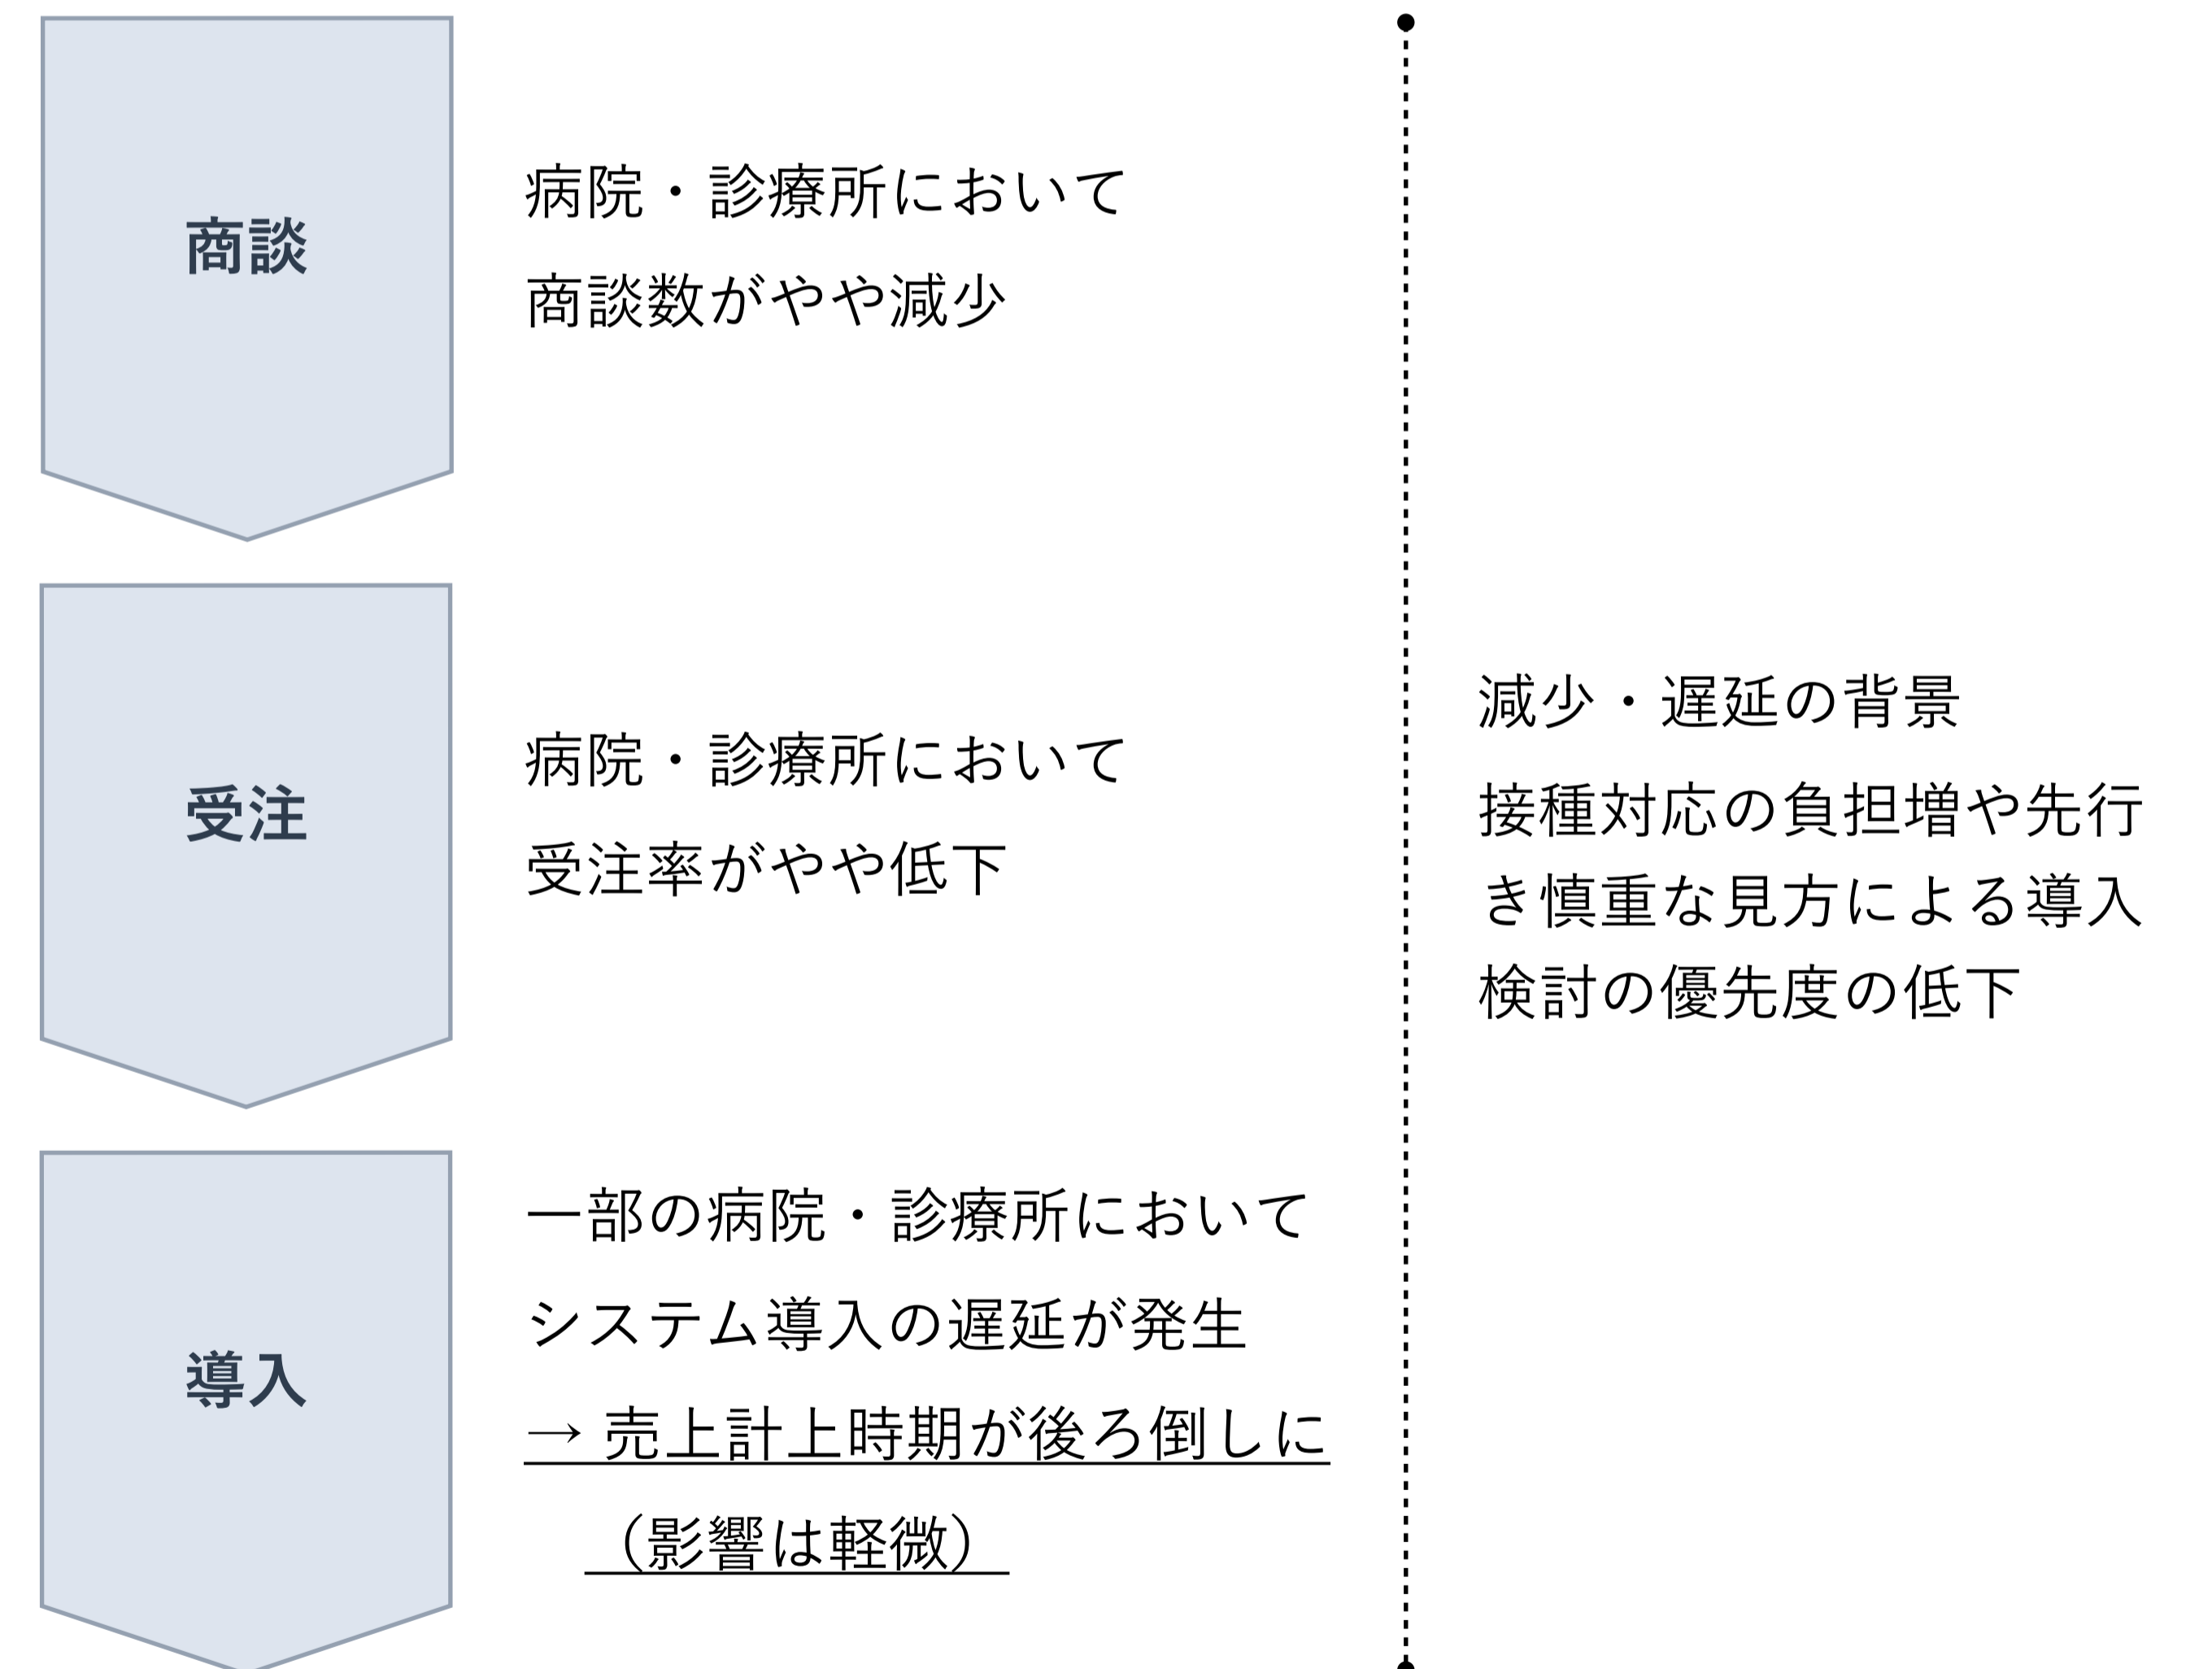 商談
病院・診療所において
商談数がやや減少
受注
病院・診療所において
受注率がやや低下
導入
一部の病院・診療所において
システム導入の遅延が発生
→ 売上計上時期が後ろ倒しに
（影響は軽微）
減少・遅延の背景
接種対応の負担増や先行
き慎重な見方による導入
検討の優先度の低下